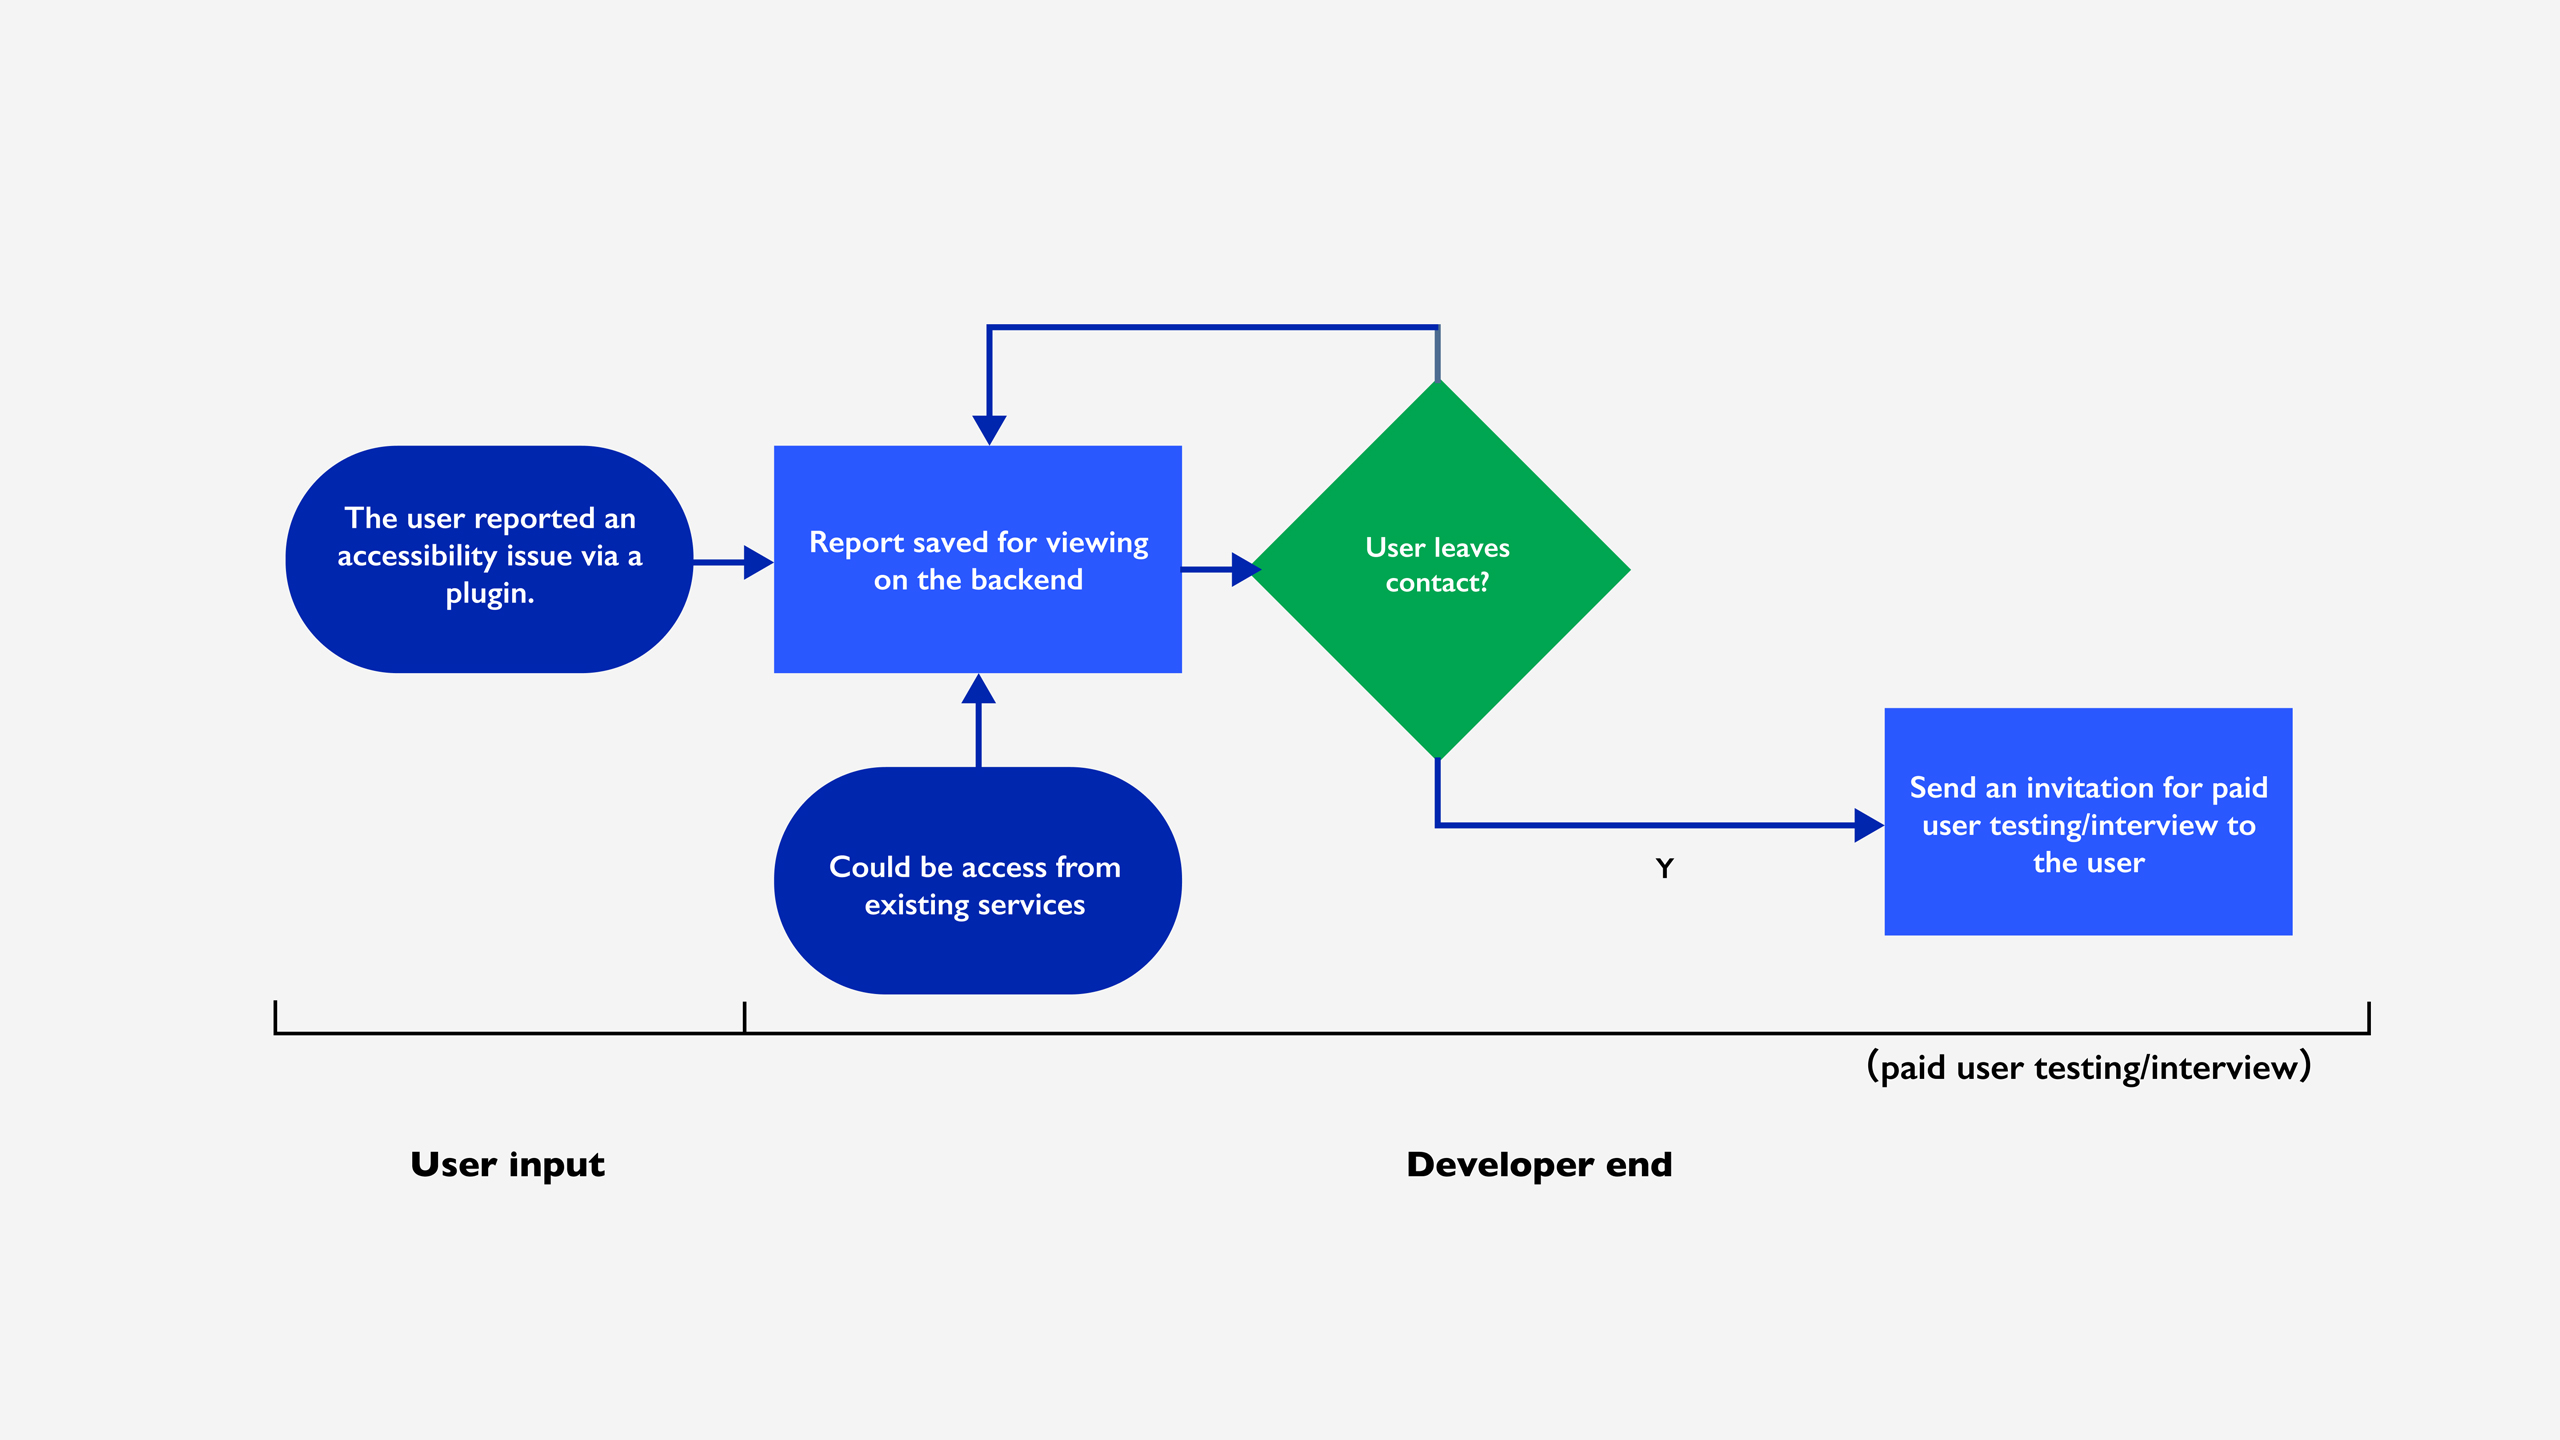 The user reported an
accessibility issue via a
plugin.
Report saved for viewing
on the backend
User leaves
contact?
Could be access from
existing services
Y
Send an invitation for paid
user testing/interview to
the user
(paid user testing/interview)
User input
Developer end